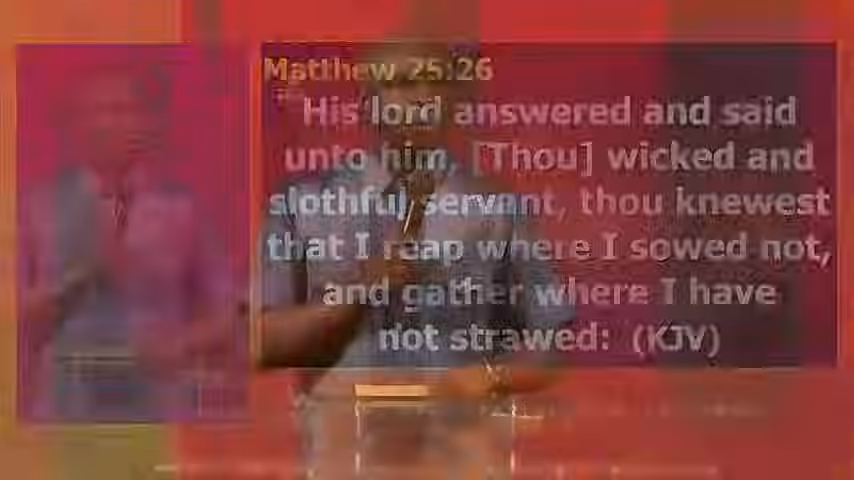 Matthew 25:26
His lord answered and said
unto him, [Thou] wicked and
slothful servant, thou knewest
that I reap where I sowed not,
and gather where I have
not strawed: (KJV)